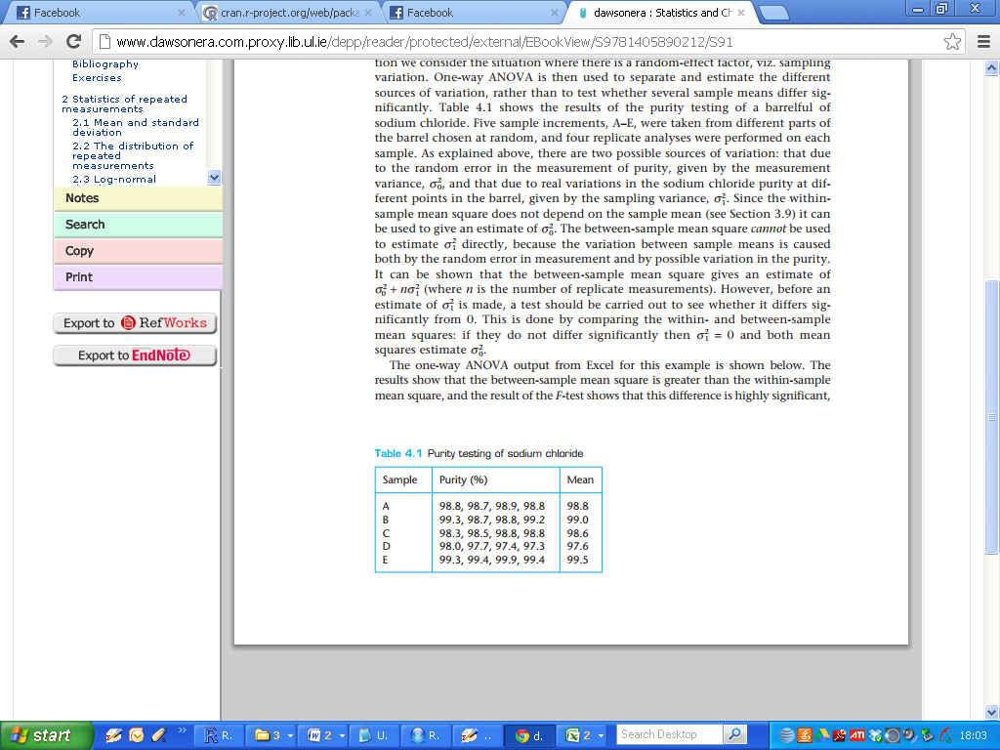 Facebook
cran.r-project.org/web/packa
Facebook
dawsonera : Statistics and Ch
www.dawsonera.com.proxy.lib.ul.ie/depp/reader/protected/external/EBookView/S9781405890212/S91
Bibliography
Exercises
2 Statistics of repeated
measurements
2.1 Mean and standard
deviation
2.2 The distribution of
repeated
measurements
2.3 Log-normal
Notes
Search
Copy
Print
Export to RefWorks
Export to EndNote
tion we consider the situation where there is a random-effect factor, viz. sampling
variation. One-way ANOVA is then used to separate and estimate the different
sources of variation, rather than to test whether several sample means differ sig-
nificantly. Table 4.1 shows the results of the purity testing of a barrelful of
sodium chloride. Five sample increments, A–E, were taken from different parts of
the barrel chosen at random, and four replicate analyses were performed on each
sample. As explained above, there are two possible sources of variation: that due
to the random error in the measurement of purity, given by the measurement
variance, σ₀², and that due to real variations in the sodium chloride purity at dif-
ferent points in the barrel, given by the sampling variance, σ₁². Since the within-
sample mean square does not depend on the sample mean (see Section 3.9) it can
be used to give an estimate of σ₀². The between-sample mean square cannot be used
to estimate σ₁² directly, because the variation between sample means is caused
both by the random error in measurement and by possible variation in the purity.
It can be shown that the between-sample mean square gives an estimate of
σ₀² + nσ₁² (where n is the number of replicate measurements). However, before an
estimate of σ₁² is made, a test should be carried out to see whether it differs sig-
nificantly from 0. This is done by comparing the within- and between-sample
mean squares: if they do not differ significantly then σ₁² = 0 and both mean
squares estimate σ₀².
The one-way ANOVA output from Excel for this example is shown below. The
results show that the between-sample mean square is greater than the within-sample
mean square, and the result of the F-test shows that this difference is highly significant,
Table 4.1 Purity testing of sodium chloride
Sample Purity (%) Mean
A 98.8, 98.7, 98.9, 98.8 98.8
B 99.3, 98.7, 98.8, 99.2 99.0
C 98.3, 98.5, 98.8, 98.8 98.6
D 98.0, 97.7, 97.4, 97.3 97.6
E 99.3, 99.4, 99.9, 99.4 99.5
start R. 3 2 U. R. .. d. 2 Search Desktop 18:03